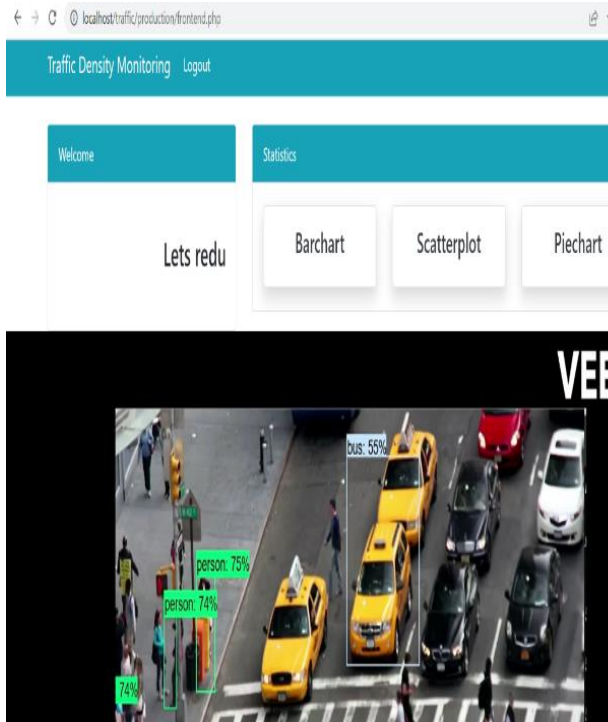 localhost/traffic/production/frontend.php
Traffic Density Monitoring Logout
Welcome
Statistics
Lets redu
Barchart
Scatterplot
Piechart
VEE
bus: 55%
person: 75%
person: 74%
74%